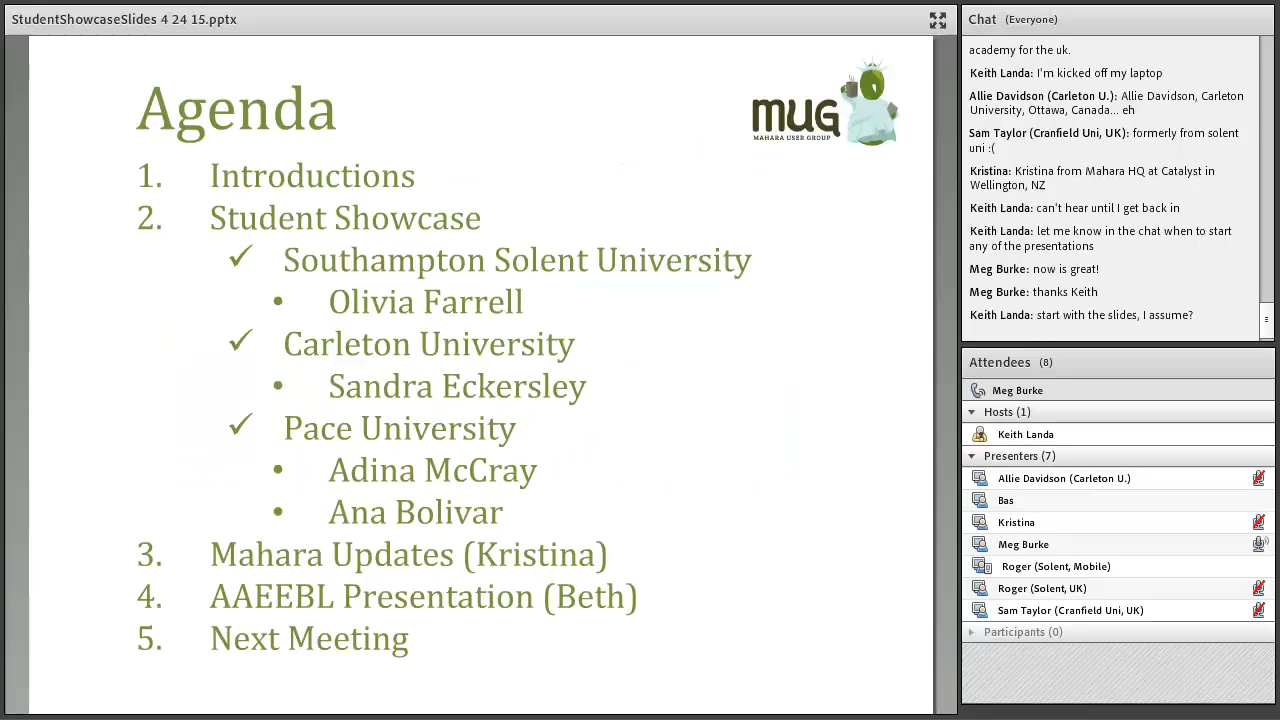 StudentShowcaseSlides 4 24 15.pptx
Agenda
mug
MAHARA USER GROUP
1. Introductions
2. Student Showcase
✓ Southampton Solent University
• Olivia Farrell
✓ Carleton University
• Sandra Eckersley
✓ Pace University
• Adina McCray
• Ana Bolivar
3. Mahara Updates (Kristina)
4. AAEEBL Presentation (Beth)
5. Next Meeting
Chat (Everyone)
academy for the uk.
Keith Landa: I'm kicked off my laptop
Allie Davidson (Carleton U.): Allie Davidson, Carleton
University, Ottawa, Canada... eh
Sam Taylor (Cranfield Uni, UK): formerly from solent
uni :(
Kristina: Kristina from Mahara HQ at Catalyst in
Wellington, NZ
Keith Landa: can't hear until I get back in
Keith Landa: let me know in the chat when to start
any of the presentations
Meg Burke: now is great!
Meg Burke: thanks Keith
Keith Landa: start with the slides, I assume?
Attendees (8)
Meg Burke
Hosts (1)
Keith Landa
Presenters (7)
Allie Davidson (Carleton U.)
Bas
Kristina
Meg Burke
Roger (Solent, Mobile)
Roger (Solent, UK)
Sam Taylor (Cranfield Uni, UK)
Participants (0)